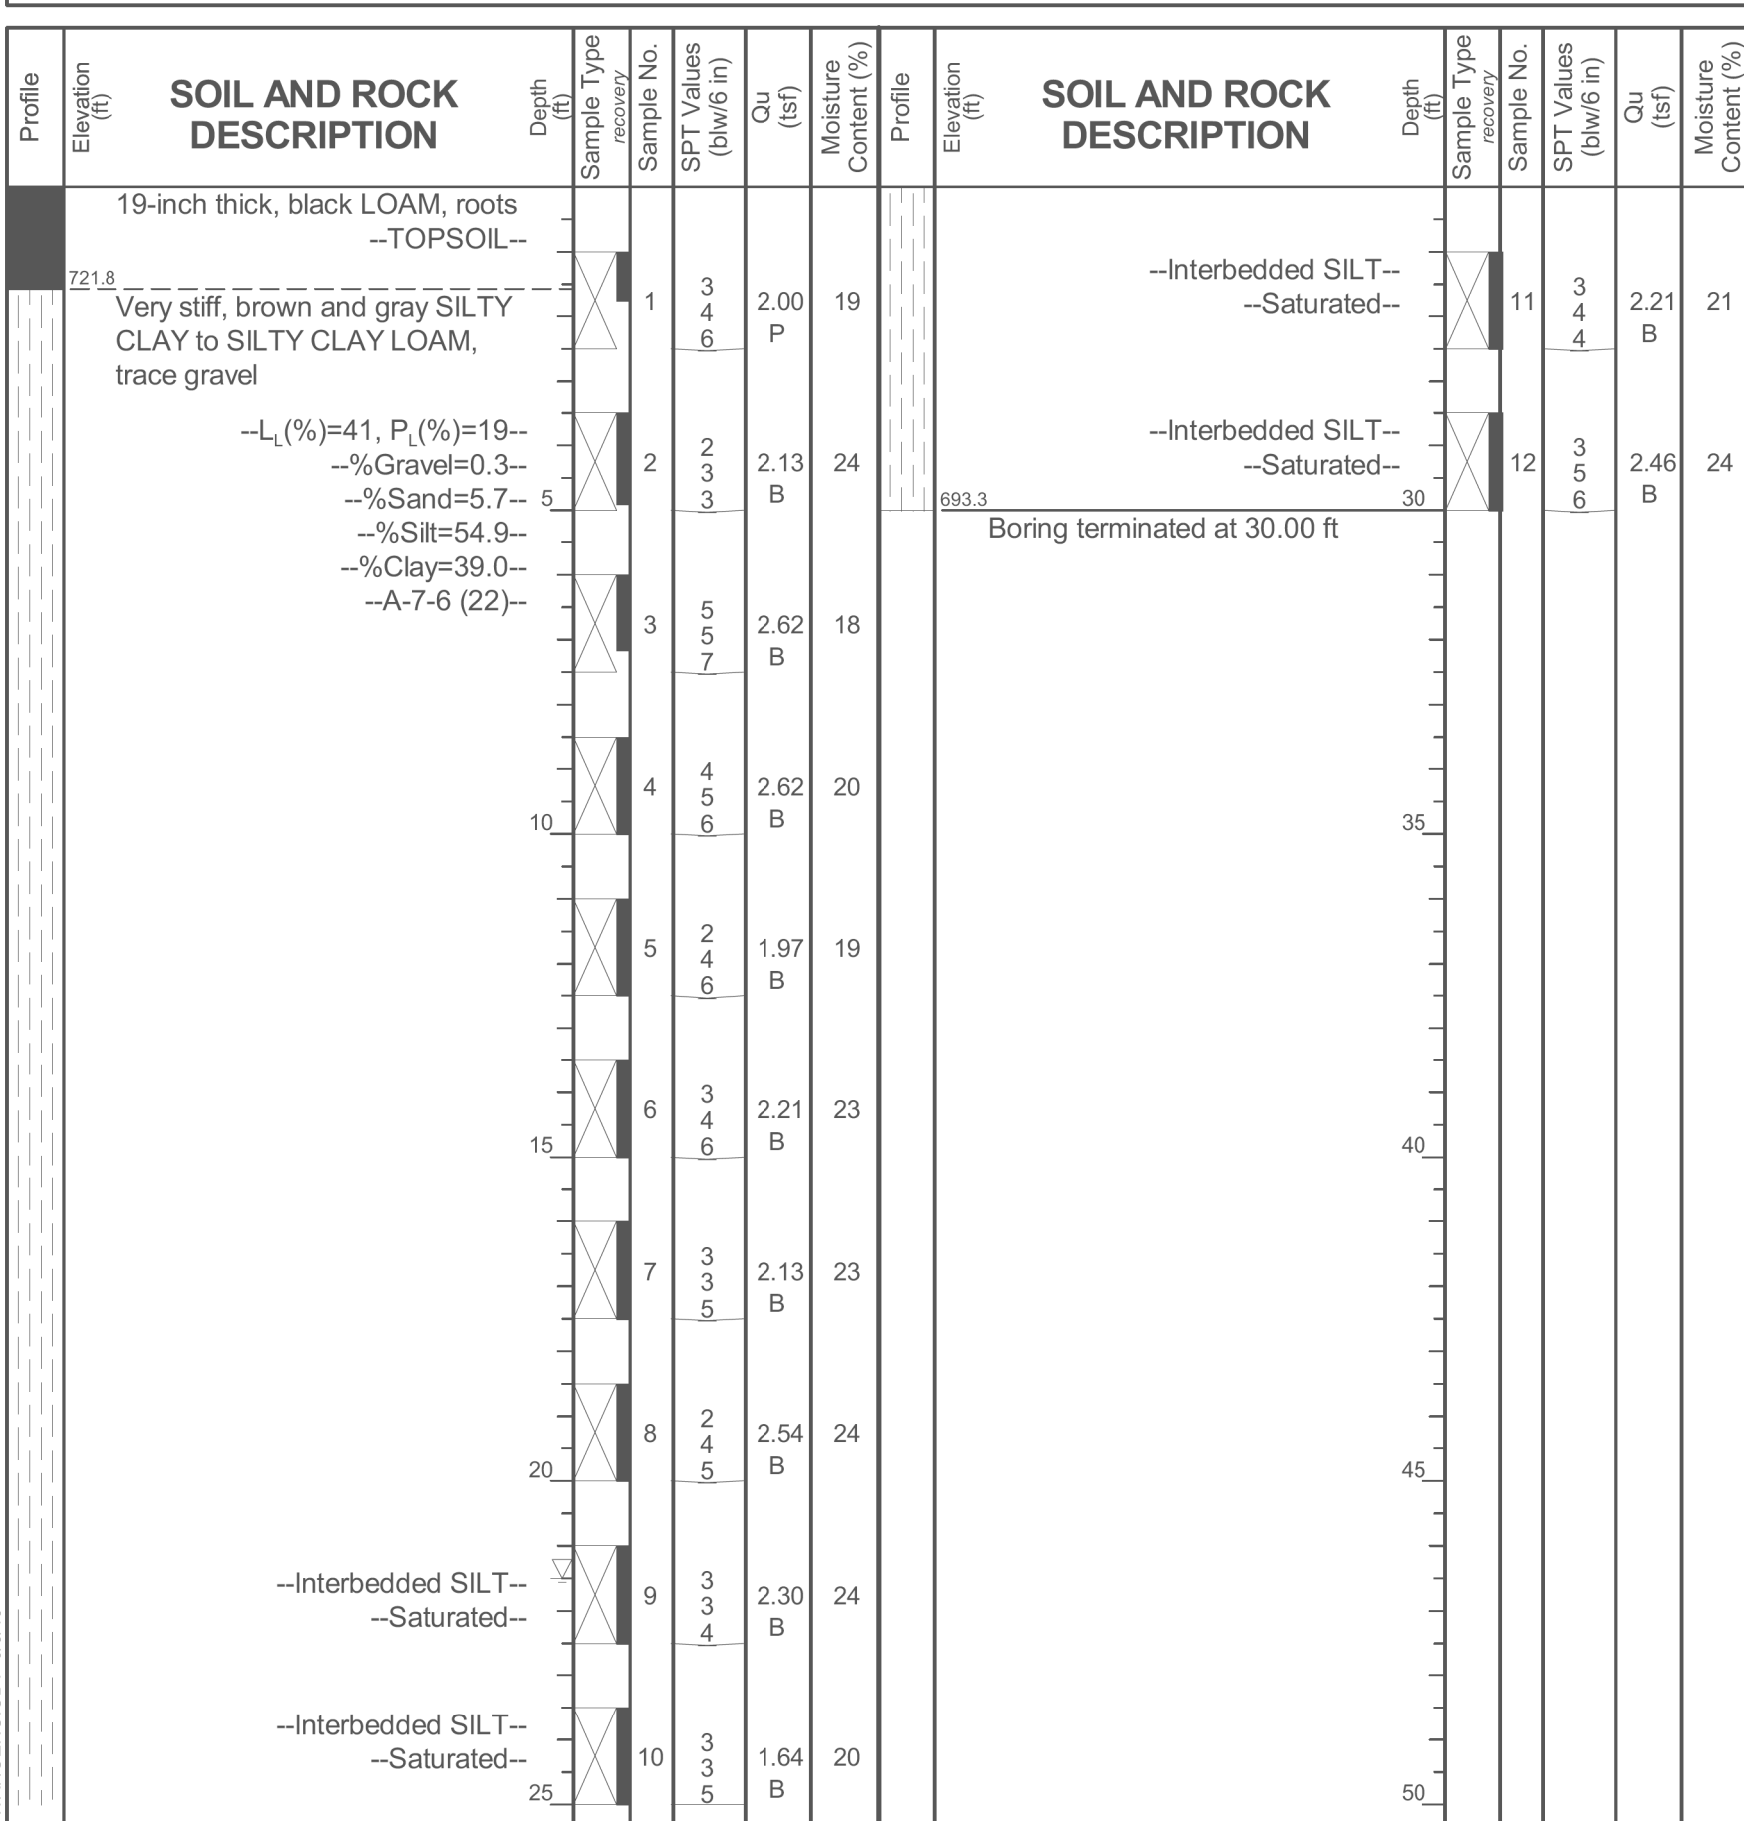 Profile
Elevation
(ft)
SOIL AND ROCK
DESCRIPTION
Depth
(ft)
Sample Type
recovery
Sample No.
SPT Values
(blw/6 in)
Qu
(tsf)
Moisture
Content (%)
Profile
Elevation
(ft)
SOIL AND ROCK
DESCRIPTION
Depth
(ft)
Sample Type
recovery
Sample No.
SPT Values
(blw/6 in)
Qu
(tsf)
Moisture
Content (%)
19-inch thick, black LOAM, roots
--TOPSOIL--
721.8
Very stiff, brown and gray SILTY
CLAY to SILTY CLAY LOAM,
trace gravel
1
3
4
6
2.00
P
19
--LL(%)=41, PL(%)=19--
--%Gravel=0.3--
--%Sand=5.7--
--%Silt=54.9--
--%Clay=39.0--
--A-7-6 (22)--
5
2
2
3
3
2.13
B
24
3
5
5
7
2.62
B
18
4
4
5
6
2.62
B
20
10
5
2
4
6
1.97
B
19
6
3
4
6
2.21
B
23
15
7
3
3
5
2.13
B
23
8
2
4
5
2.54
B
24
20
--Interbedded SILT--
--Saturated--
9
3
3
4
2.30
B
24
--Interbedded SILT--
--Saturated--
10
3
3
5
1.64
B
20
25
--Interbedded SILT--
--Saturated--
11
3
4
4
2.21
B
21
--Interbedded SILT--
--Saturated--
12
3
5
6
2.46
B
24
693.3
30
Boring terminated at 30.00 ft
35
40
45
50